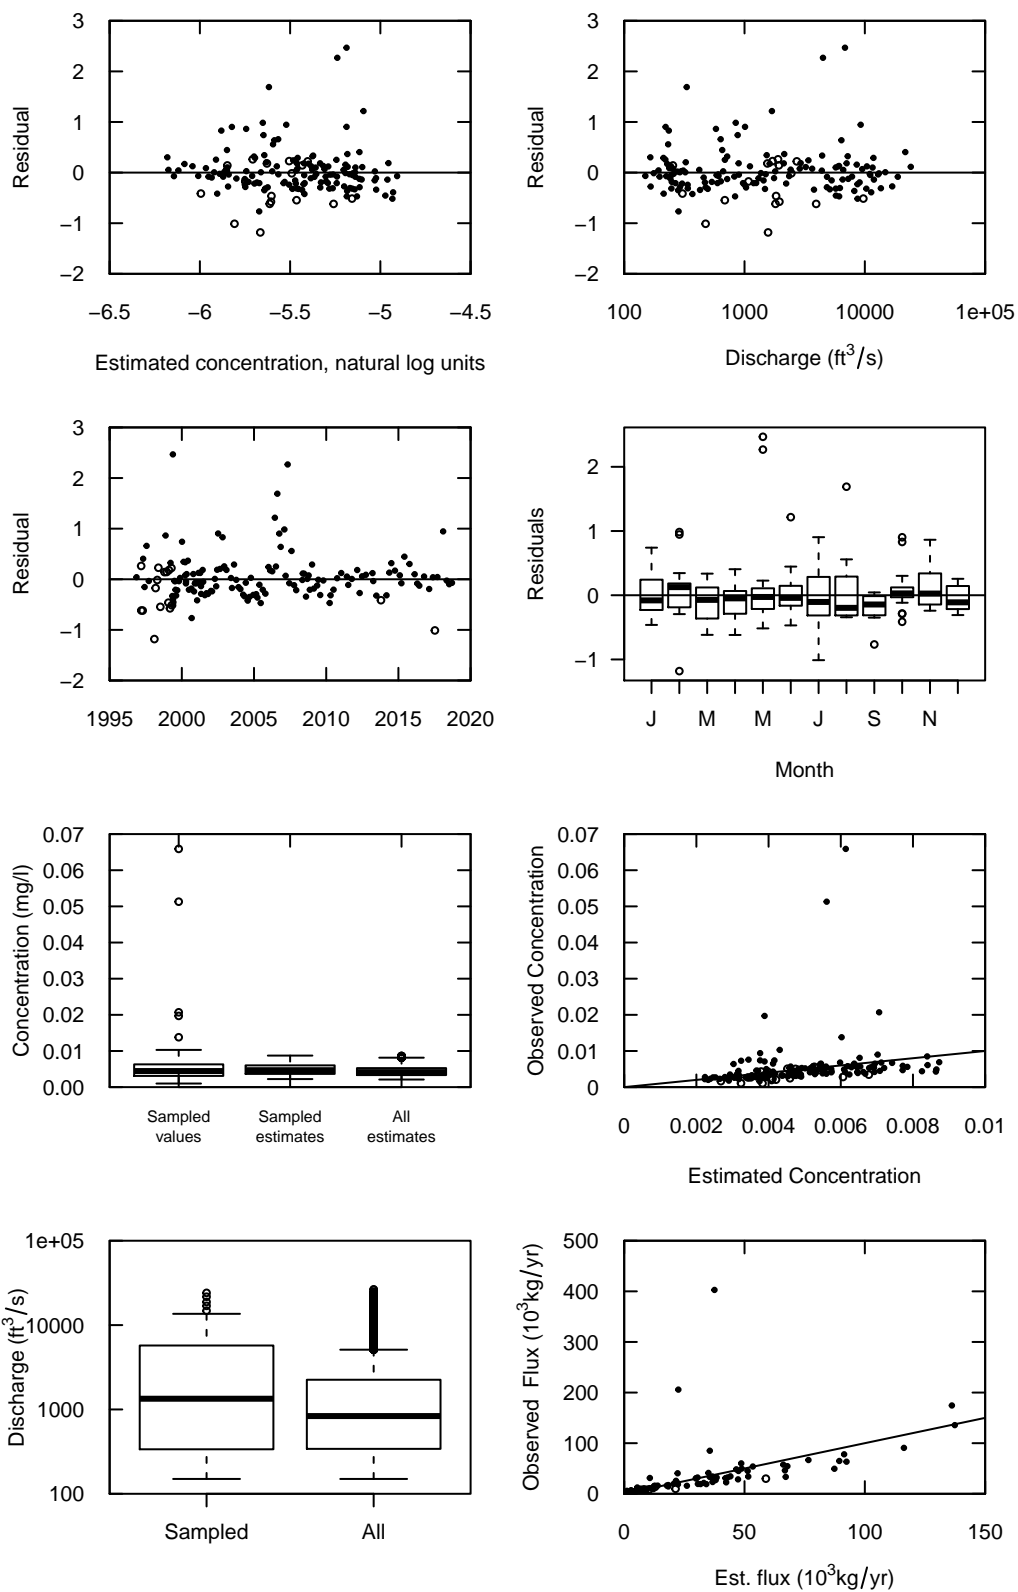 3
2
1
0
−1
−2
Residual
−6.5 −6 −5.5 −5 −4.5
Estimated concentration, natural log units
3
2
1
0
−1
−2
Residual
100 1000 10000 1e+05
Discharge (ft3/s)
3
2
1
0
−1
−2
Residual
1995 2000 2005 2010 2015 2020
2
1
0
−1
Residuals
J M M J S N
Month
0.07
0.06
0.05
0.04
0.03
0.02
0.01
0.00
Concentration (mg/l)
Sampled values
Sampled estimates
All estimates
0.07
0.06
0.05
0.04
0.03
0.02
0.01
0
Observed Concentration
0 0.002 0.004 0.006 0.008 0.01
Estimated Concentration
1e+05
10000
1000
100
Discharge (ft3/s)
Sampled All
500
400
300
200
100
0
Observed Flux (103kg/yr)
0 50 100 150
Est. flux (103kg/yr)